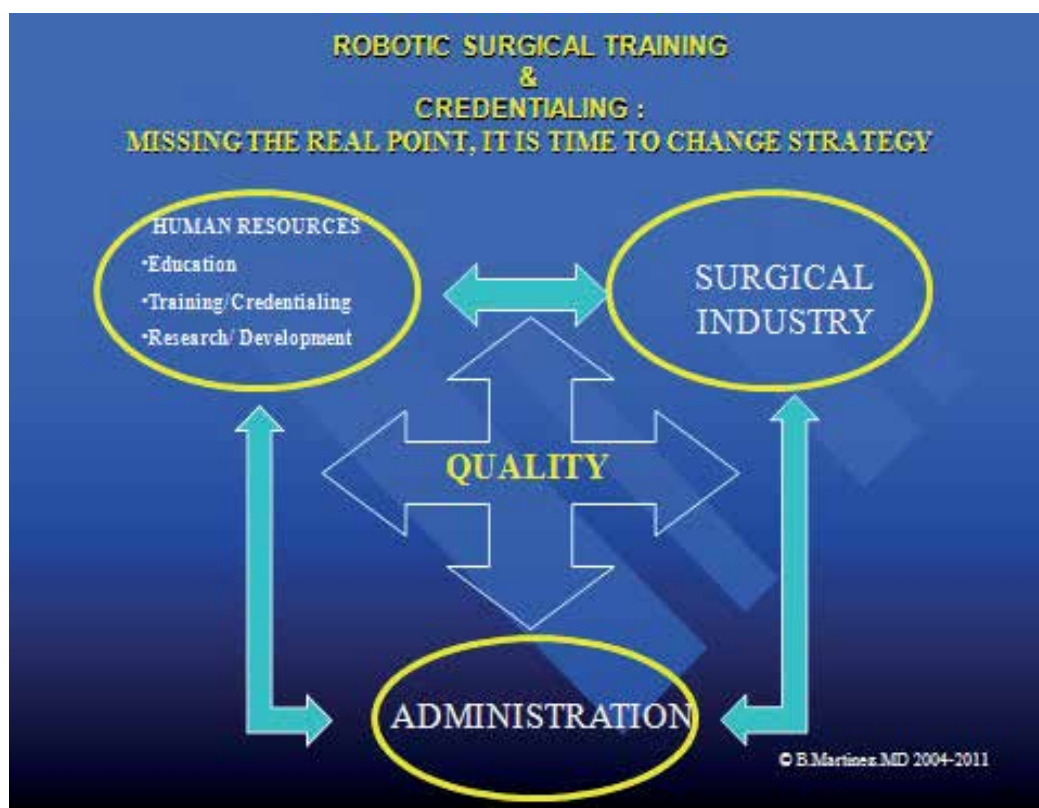 ROBOTIC SURGICAL TRAINING
&
CREDENTIALING :
MISSING THE REAL POINT, IT IS TIME TO CHANGE STRATEGY
HUMAN RESOURCES
•Education
•Training/Credentialing
•Research/ Development
SURGICAL
INDUSTRY
QUALITY
ADMINISTRATION
© B.Martinez.MD 2004-2011